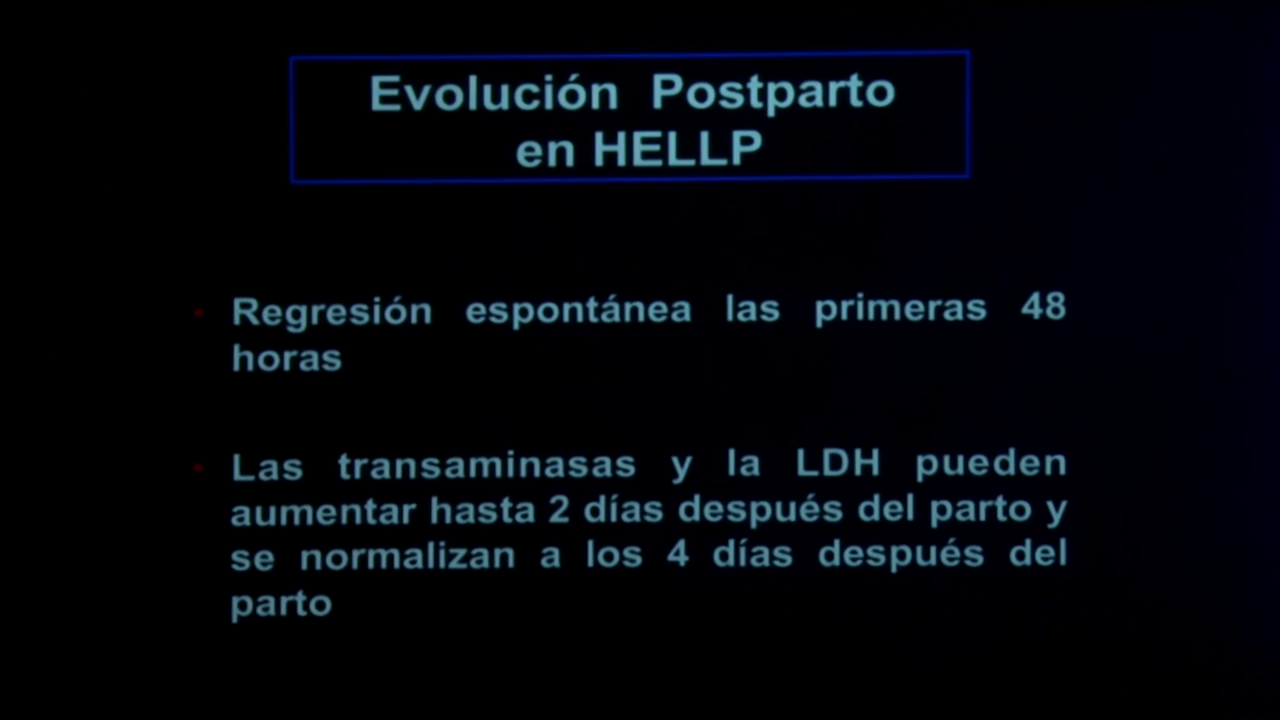 Evolución Postparto
en HELLP
Regresión espontánea las primeras 48
horas
Las transaminasas y la LDH pueden
aumentar hasta 2 días después del parto y
se normalizan a los 4 días después del
parto